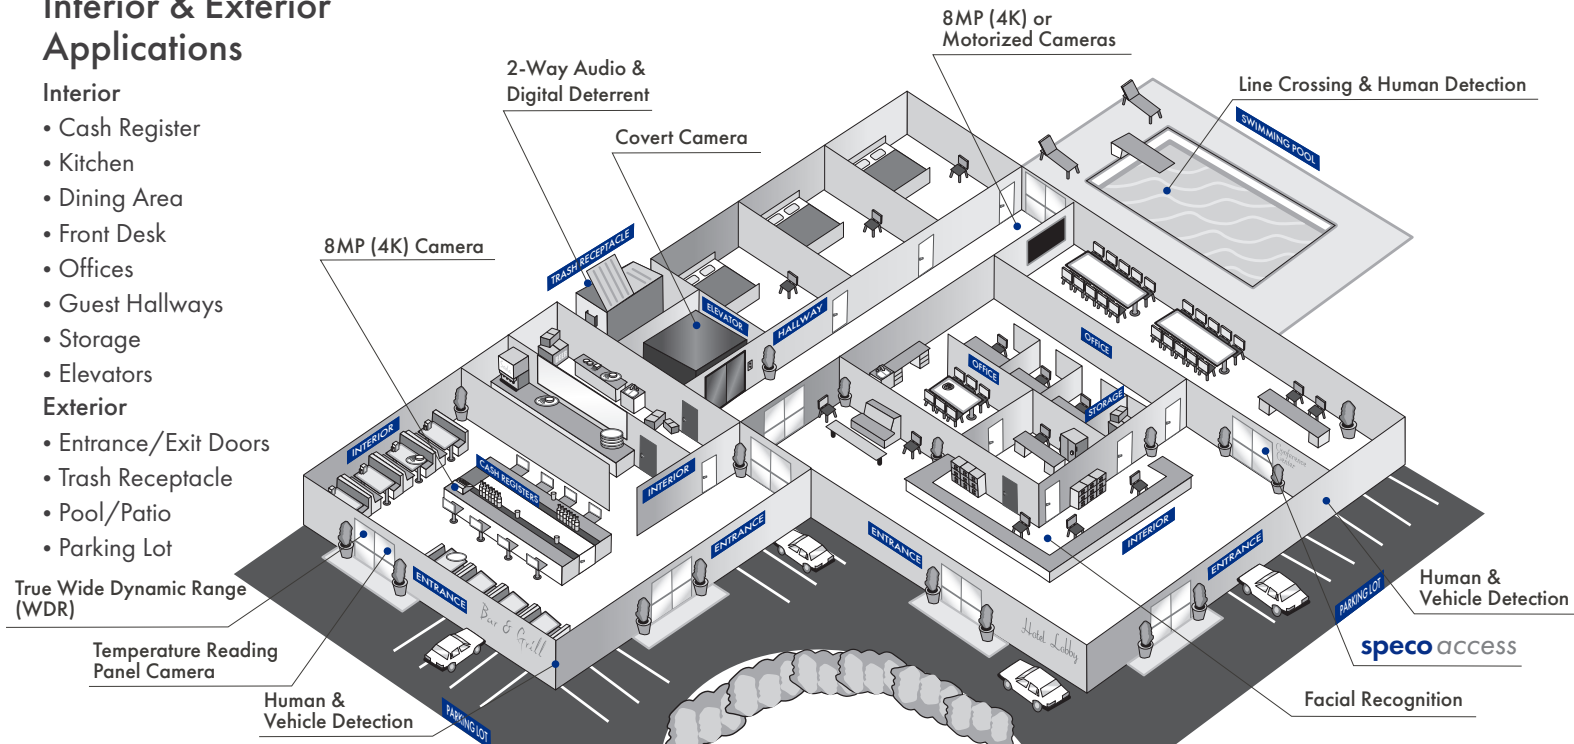 Interior & Exterior
Applications
Interior
• Cash Register
• Kitchen
• Dining Area
• Front Desk
• Offices
• Guest Hallways
• Storage
• Elevators
Exterior
• Entrance/Exit Doors
• Trash Receptacle
• Pool/Patio
• Parking Lot
8MP (4K) or
Motorized Cameras
2-Way Audio &
Digital Deterrent
Line Crossing & Human Detection
Covert Camera
8MP (4K) Camera
SWIMMING POOL
TRASH RECEPTACLE
ELEVATOR
HALLWAY
OFFICE
OFFICE
STORAGE
INTERIOR
CASH REGISTERS
INTERIOR
Conference
Center
INTERIOR
ENTRANCE
ENTRANCE
ENTRANCE
ENTRANCE
Bar & Grill
Hotel Lobby
PARKING LOT
PARKING LOT
True Wide Dynamic Range
(WDR)
Temperature Reading
Panel Camera
Human &
Vehicle Detection
Human &
Vehicle Detection
speco access
Facial Recognition